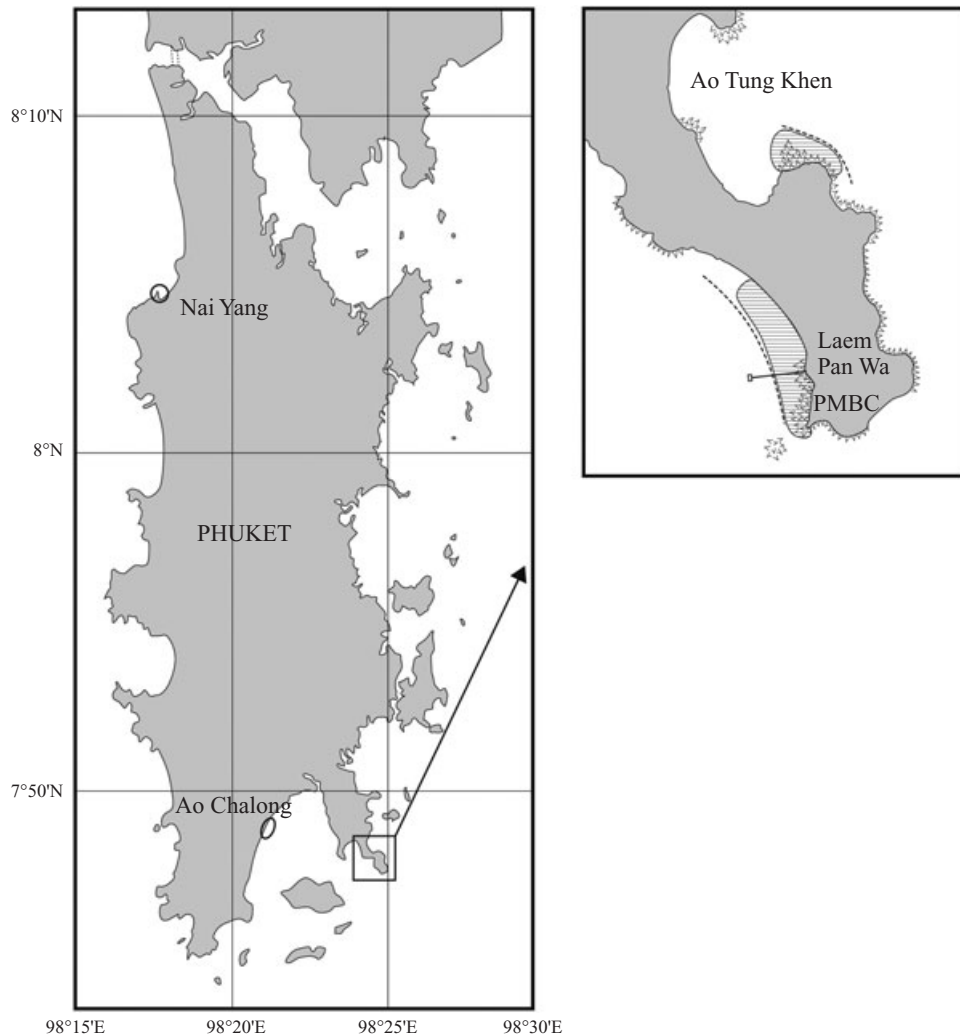 8°10'N
Nai Yang
8°N
PHUKET
7°50'N
Ao Chalong
98°15'E
98°20'E
98°25'E
98°30'E
Ao Tung Khen
Laem
Pan Wa
PMBC